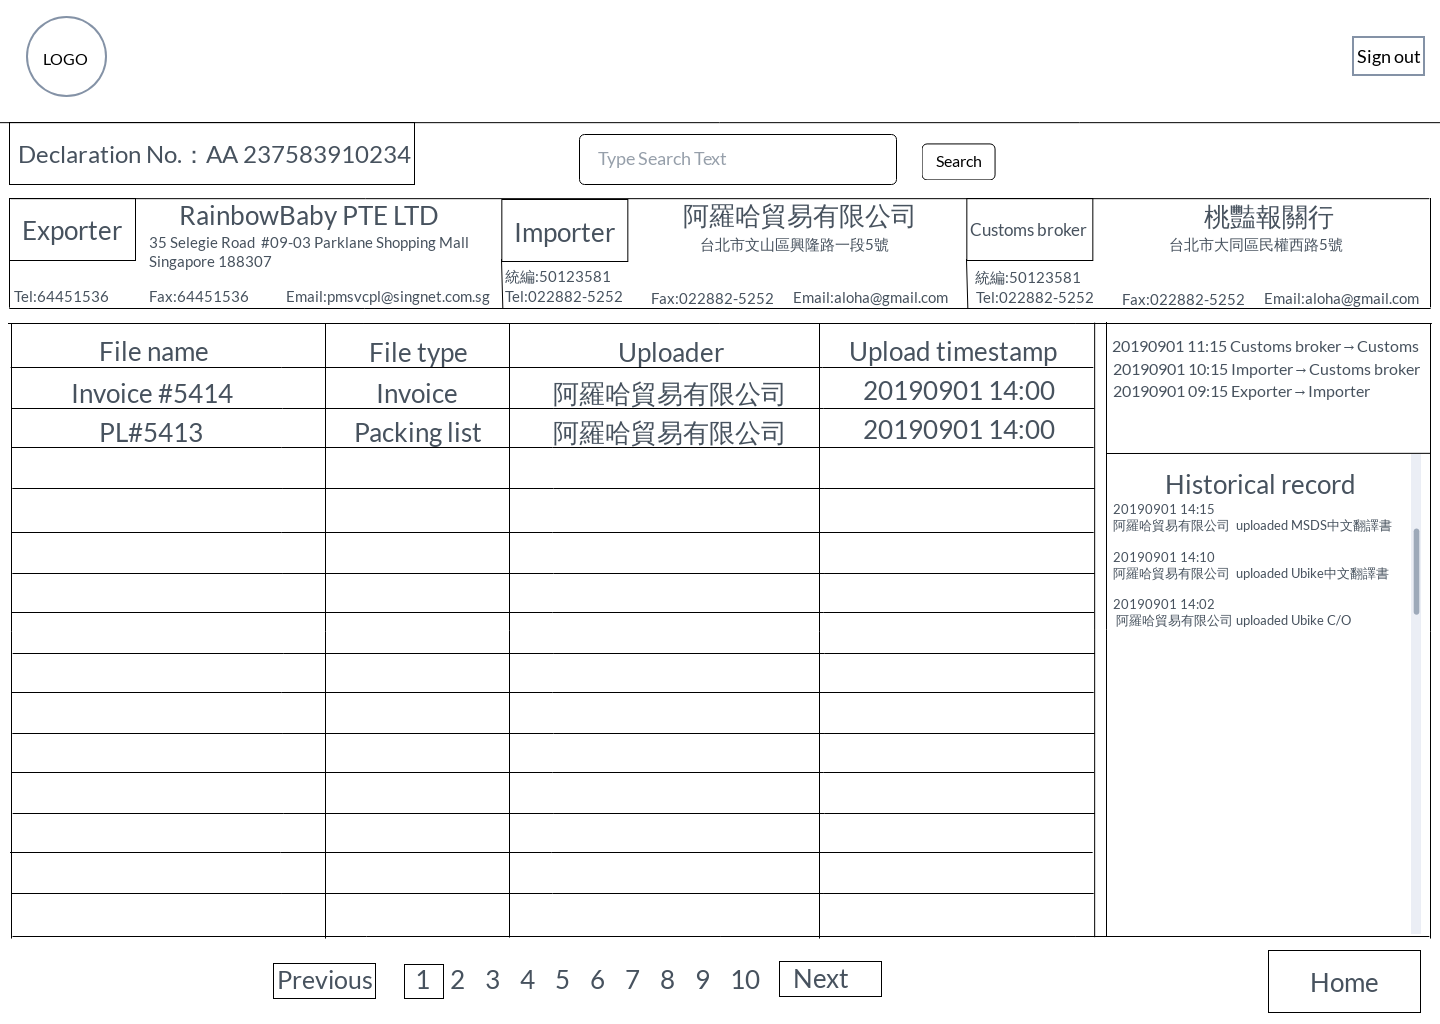 LOGO
Sign out
Declaration No.：AA 237583910234
Type Search Text
Search
Exporter
RainbowBaby PTE LTD
35 Selegie Road #09-03 Parklane Shopping Mall
Singapore 188307
Tel:64451536
Fax:64451536
Email:pmsvcpl@singnet.com.sg
Importer
阿羅哈貿易有限公司
台北市文山區興隆路一段5號
統編:50123581
Tel:022882-5252
Fax:022882-5252
Email:aloha@gmail.com
Customs broker
桃豔報關行
台北市大同區民權西路5號
統編:50123581
Tel:022882-5252
Fax:022882-5252
Email:aloha@gmail.com
File name File type Uploader Upload timestamp
Invoice #5414 Invoice 阿羅哈貿易有限公司 20190901 14:00
PL#5413 Packing list 阿羅哈貿易有限公司 20190901 14:00
20190901 11:15 Customs broker→Customs
20190901 10:15 Importer→Customs broker
20190901 09:15 Exporter→Importer
Historical record
20190901 14:15
阿羅哈貿易有限公司 uploaded MSDS中文翻譯書
20190901 14:10
阿羅哈貿易有限公司 uploaded Ubike中文翻譯書
20190901 14:02
阿羅哈貿易有限公司 uploaded Ubike C/O
Previous 1 2 3 4 5 6 7 8 9 10 Next
Home